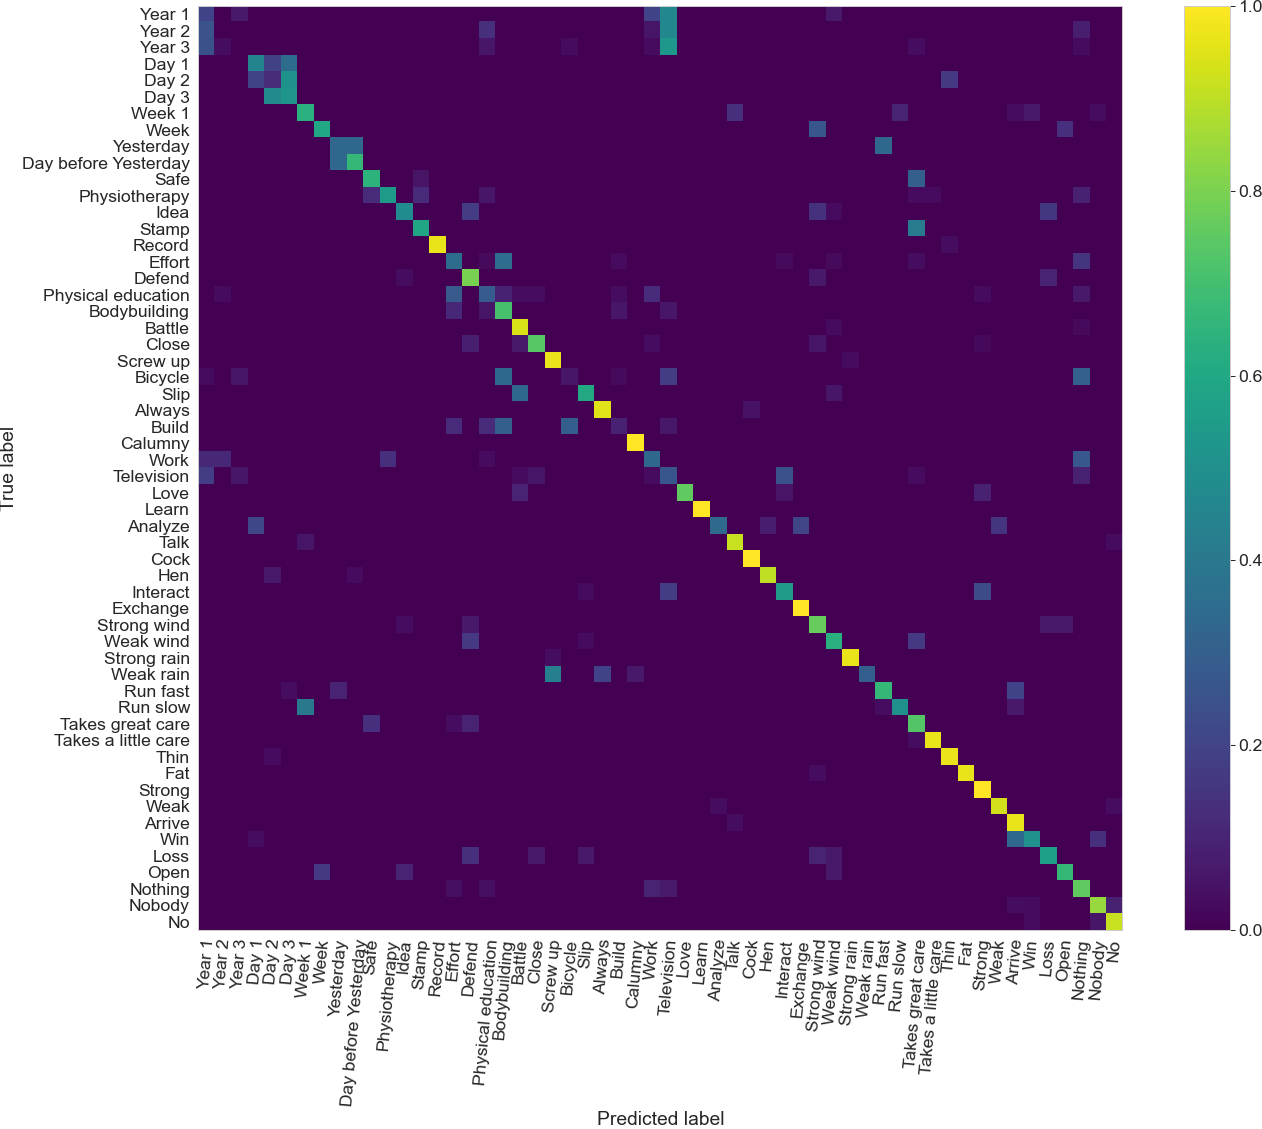 Year 1
Year 2
Year 3
Day 1
Day 2
Day 3
Week 1
Week
Yesterday
Day before Yesterday
Safe
Physiotherapy
Idea
Stamp
Record
Effort
Defend
Physical education
Bodybuilding
Battle
Close
Screw up
Bicycle
Slip
Always
Build
Calumny
Work
Television
Love
Learn
Analyze
Talk
Cock
Hen
Interact
Exchange
Strong wind
Weak wind
Strong rain
Weak rain
Run fast
Run slow
Takes great care
Takes a little care
Thin
Fat
Strong
Weak
Arrive
Win
Loss
Open
Nothing
Nobody
No
True label
Year 1
Year 2
Year 3
Day 1
Day 2
Day 3
Week 1
Week
Yesterday
Day before Yesterday
Safe
Physiotherapy
Idea
Stamp
Record
Effort
Defend
Physical education
Bodybuilding
Battle
Close
Screw up
Bicycle
Slip
Always
Build
Calumny
Work
Television
Love
Learn
Analyze
Talk
Cock
Hen
Interact
Exchange
Strong wind
Weak wind
Strong rain
Weak rain
Run fast
Run slow
Takes great care
Takes a little care
Thin
Fat
Strong
Weak
Arrive
Win
Loss
Open
Nothing
Nobody
No
Predicted label
1.0
0.8
0.6
0.4
0.2
0.0